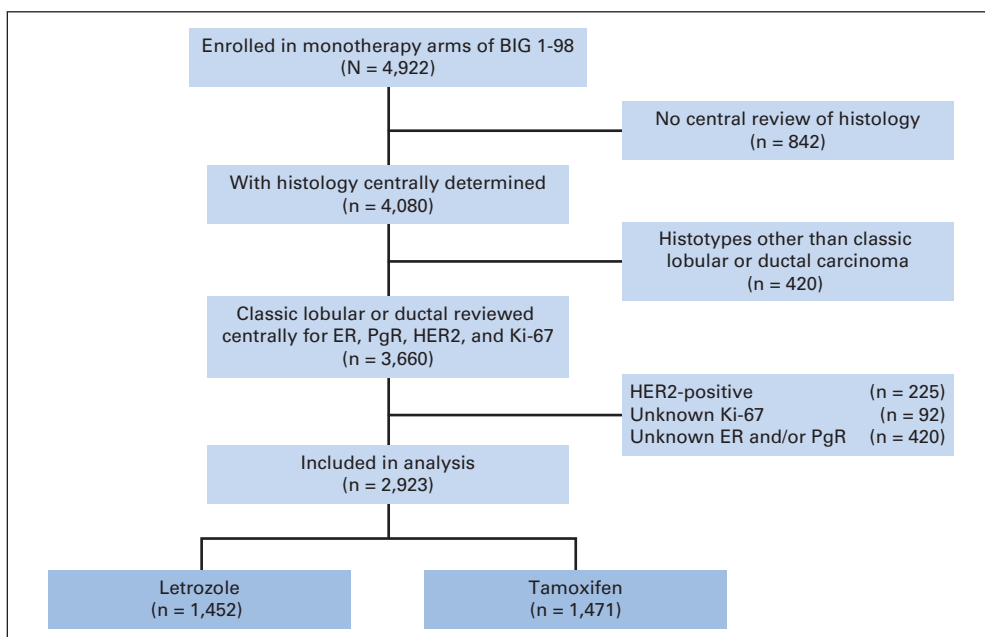 Enrolled in monotherapy arms of BIG 1-98
(N = 4,922)
No central review of histology
(n = 842)
With histology centrally determined
(n = 4,080)
Histotypes other than classic
lobular or ductal carcinoma
(n = 420)
Classic lobular or ductal reviewed
centrally for ER, PgR, HER2, and Ki-67
(n = 3,660)
HER2-positive (n = 225)
Unknown Ki-67 (n = 92)
Unknown ER and/or PgR (n = 420)
Included in analysis
(n = 2,923)
Letrozole
(n = 1,452)
Tamoxifen
(n = 1,471)